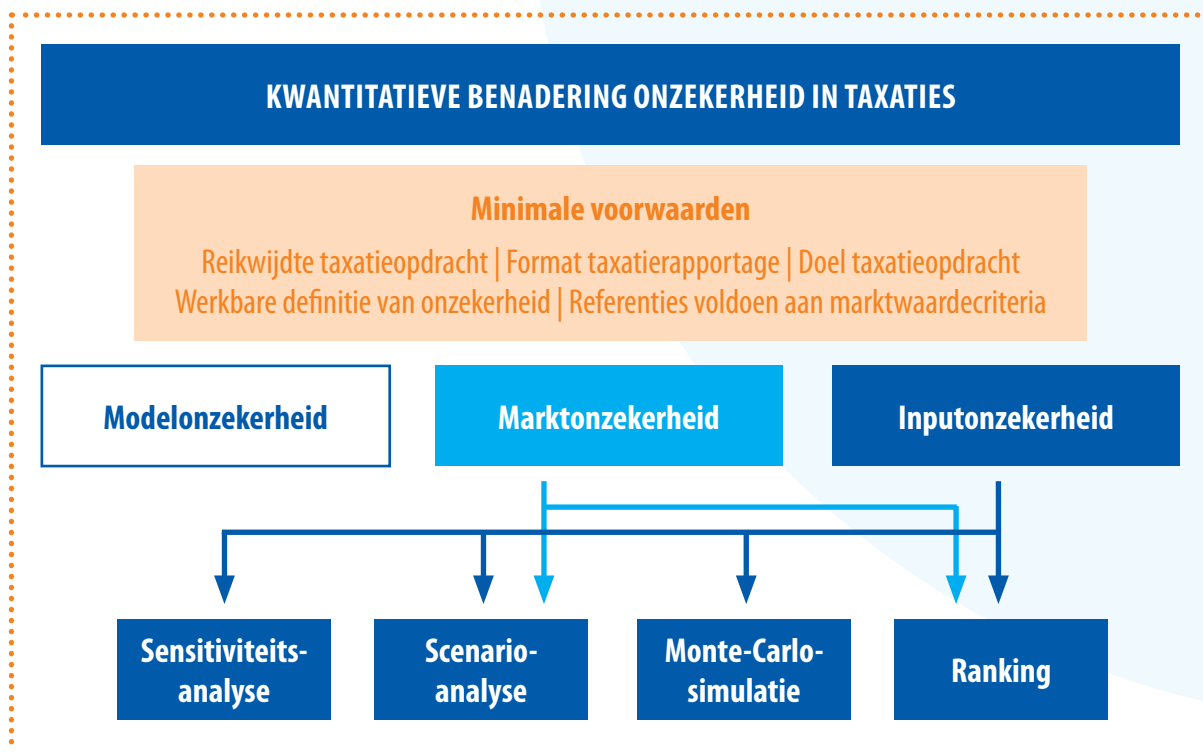 KWANTITATIEVE BENADERING ONZEKERHEID IN TAXATIES
Minimale voorwaarden
Reikwijdte taxatieopdracht | Format taxatierapportage | Doel taxatieopdracht
Werkbare definitie van onzekerheid | Referenties voldoen aan marktwaardecriteria
Modelonzekerheid
Marktonzekerheid
Inputonzekerheid
Sensitiviteits-
analyse
Scenario-
analyse
Monte-Carlo-
simulatie
Ranking